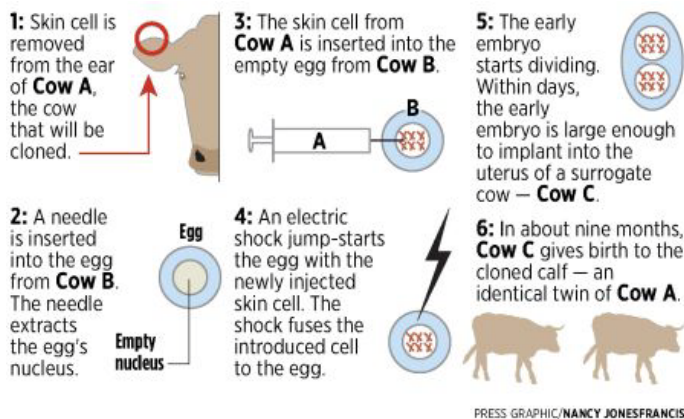 1: Skin cell is
removed
from the ear
of Cow A,
the cow
that will be
cloned.
2: A needle
is inserted
into the egg
from Cow B.
The needle
extracts
the egg's
nucleus.
Egg
Empty
nucleus
3: The skin cell from
Cow A is inserted into the
empty egg from Cow B.
A
B
4: An electric
shock jump-starts
the egg with the
newly injected
skin cell. The
shock fuses the
introduced cell
to the egg.
5: The early
embryo
starts dividing.
Within days,
the early
embryo is large enough
to implant into the
uterus of a surrogate
cow — Cow C.
6: In about nine months,
Cow C gives birth to the
cloned calf — an
identical twin of Cow A.
PRESS GRAPHIC/NANCY JONESFRANCIS